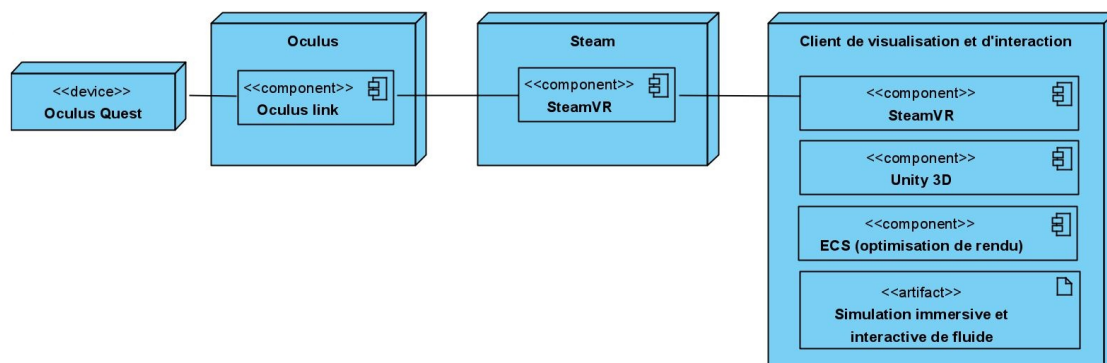 <<device>>
Oculus Quest
Oculus
<<component>>
Oculus link
Steam
<<component>>
SteamVR
Client de visualisation et d'interaction
<<component>>
SteamVR
<<component>>
Unity 3D
<<component>>
ECS (optimisation de rendu)
<<artifact>>
Simulation immersive et
interactive de fluide